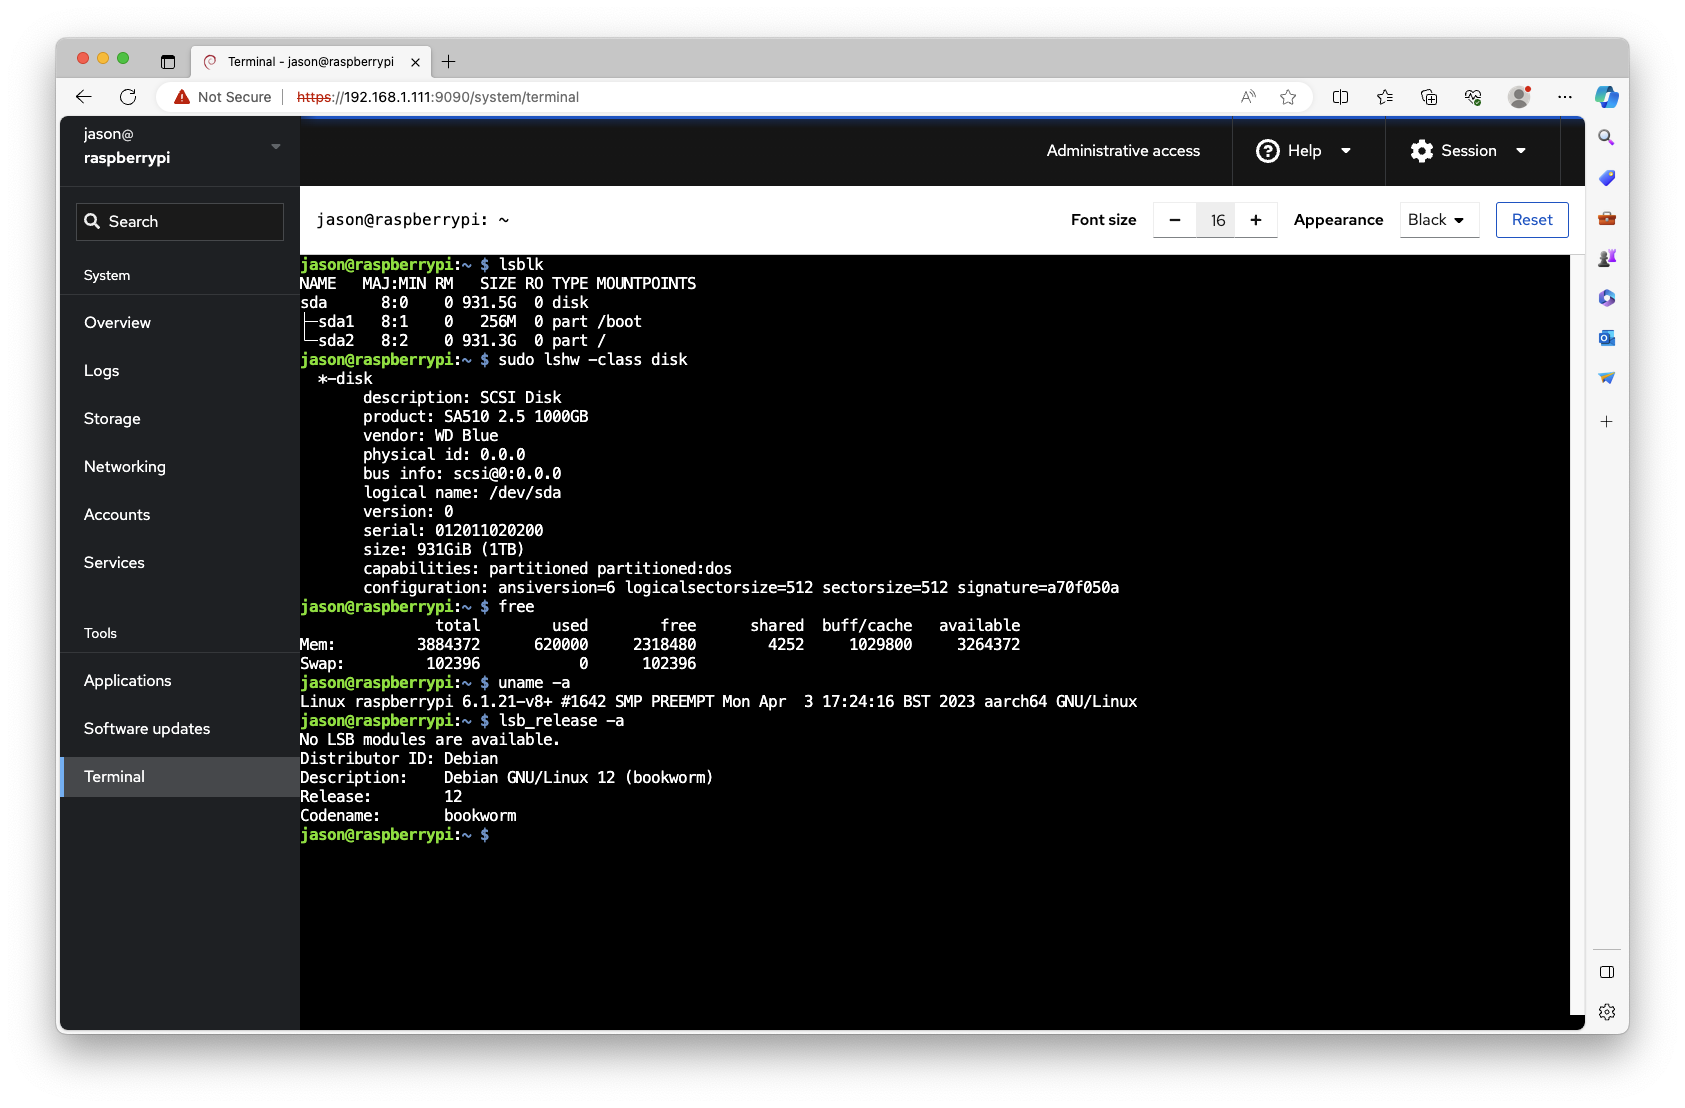 Terminal - jason@raspberrypi
Not Secure
https://192.168.1.111:9090/system/terminal
jason@
raspberrypi
Administrative access
Help
Session
Search
System
Overview
Logs
Storage
Networking
Accounts
Services
Tools
Applications
Software updates
Terminal
jason@raspberrypi: ~
Font size
16
Appearance
Black
Reset
jason@raspberrypi:~ $ lsblk
NAME   MAJ:MIN RM   SIZE RO TYPE MOUNTPOINTS
sda      8:0    0 931.5G  0 disk
├─sda1   8:1    0   256M  0 part /boot
└─sda2   8:2    0 931.3G  0 part /
jason@raspberrypi:~ $ sudo lshw -class disk
  *-disk
       description: SCSI Disk
       product: SA510 2.5 1000GB
       vendor: WD Blue
       physical id: 0.0.0
       bus info: scsi@0:0.0.0
       logical name: /dev/sda
       version: 0
       serial: 012011020200
       size: 931GiB (1TB)
       capabilities: partitioned partitioned:dos
       configuration: ansiversion=6 logicalsectorsize=512 sectorsize=512 signature=a70f050a
jason@raspberrypi:~ $ free
               total        used        free      shared  buff/cache   available
Mem:         3884372      620000     2318480        4252     1029800     3264372
Swap:         102396           0      102396
jason@raspberrypi:~ $ uname -a
Linux raspberrypi 6.1.21-v8+ #1642 SMP PREEMPT Mon Apr  3 17:24:16 BST 2023 aarch64 GNU/Linux
jason@raspberrypi:~ $ lsb_release -a
No LSB modules are available.
Distributor ID: Debian
Description:    Debian GNU/Linux 12 (bookworm)
Release:        12
Codename:       bookworm
jason@raspberrypi:~ $